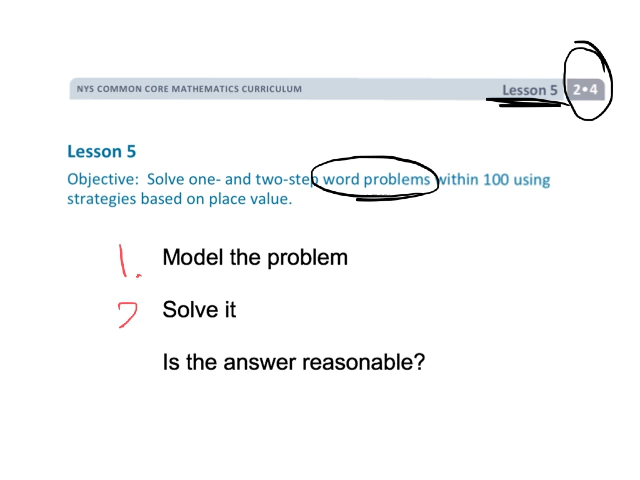 NYS COMMON CORE MATHEMATICS CURRICULUM Lesson 5 2•4
Lesson 5
Objective: Solve one- and two-step word problems within 100 using
strategies based on place value.
1. Model the problem
2 Solve it
Is the answer reasonable?